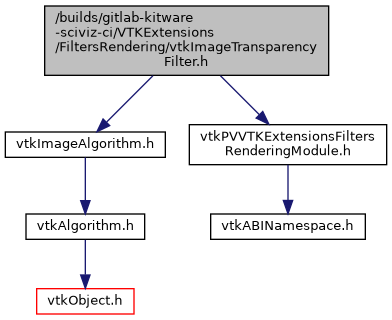 /builds/gitlab-kitware
-sciviz-ci/VTKExtensions
/FiltersRendering/vtkImageTransparency
Filter.h
vtkImageAlgorithm.h
vtkPVVTKExtensionsFilters
RenderingModule.h
vtkAlgorithm.h
vtkABINamespace.h
vtkObject.h